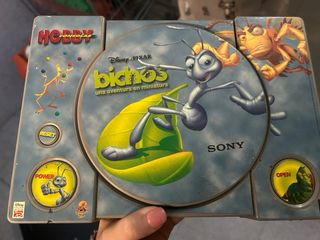 HOBBY
Disney · PIXAR
bichos
una aventura en miniatura
RESET
SONY
POWER
OPEN